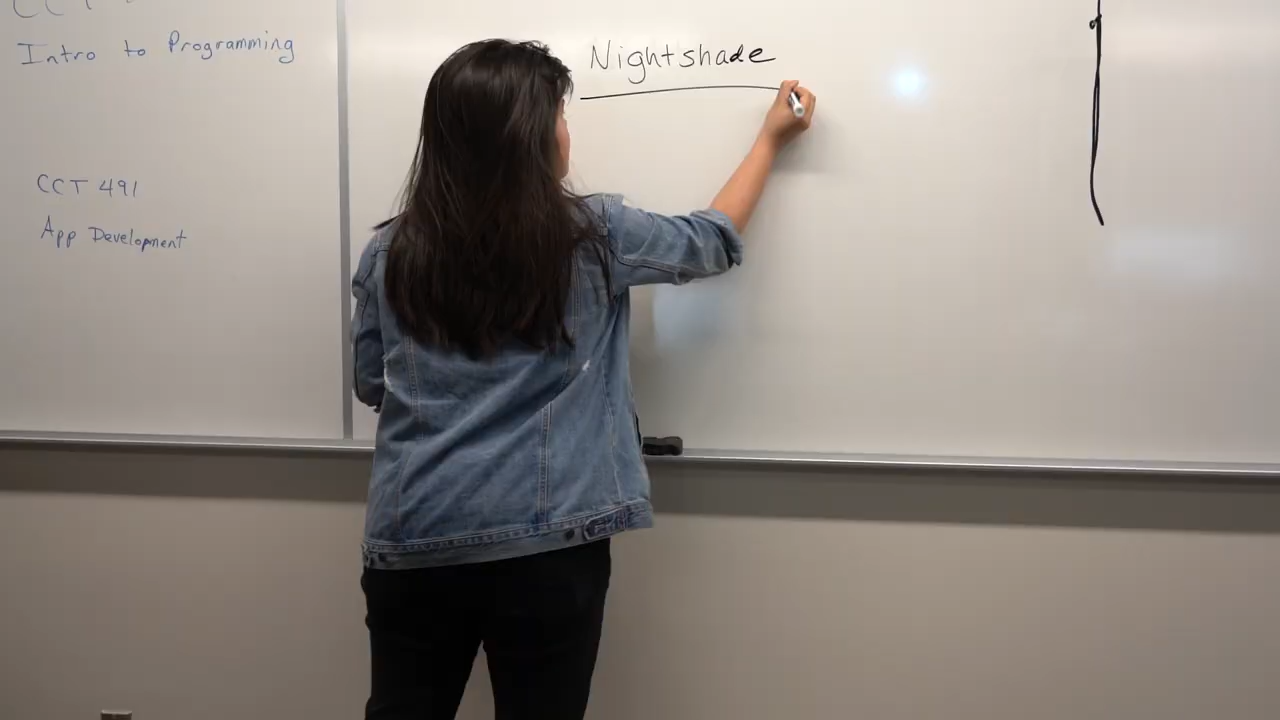 CCT
Intro to Programming
CCT 491
App Development
Nightshade